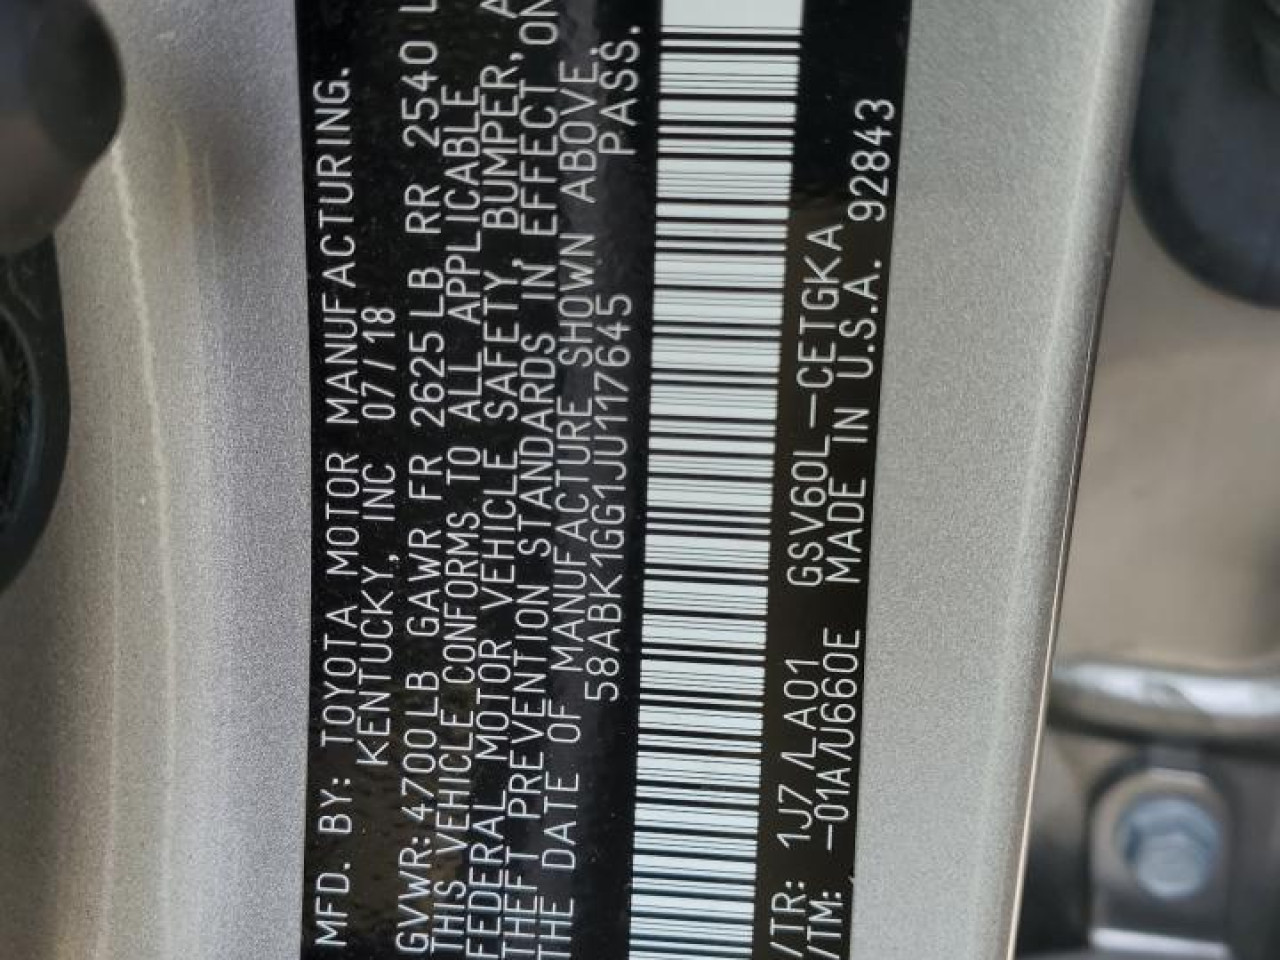 MFD. BY: TOYOTA MOTOR MANUFACTURING.
KENTUCKY, INC 07/18
GVWR: 4700LB GAWR FR 2625LB RR 2540
THIS VEHICLE CONFORMS TO ALL APPLICABLE
FEDERAL MOTOR VEHICLE SAFETY, BUMPER,
THEFT PREVENTION STANDARDS IN EFFECT ON
THE DATE OF MANUFACTURE SHOWN ABOVE.
58ABK1GG1JU117645 PASS.
/TR: 1J7 /LA01 GSV60L-CETGKA
/TM: -01A/U660E MADE IN U.S.A. 92843